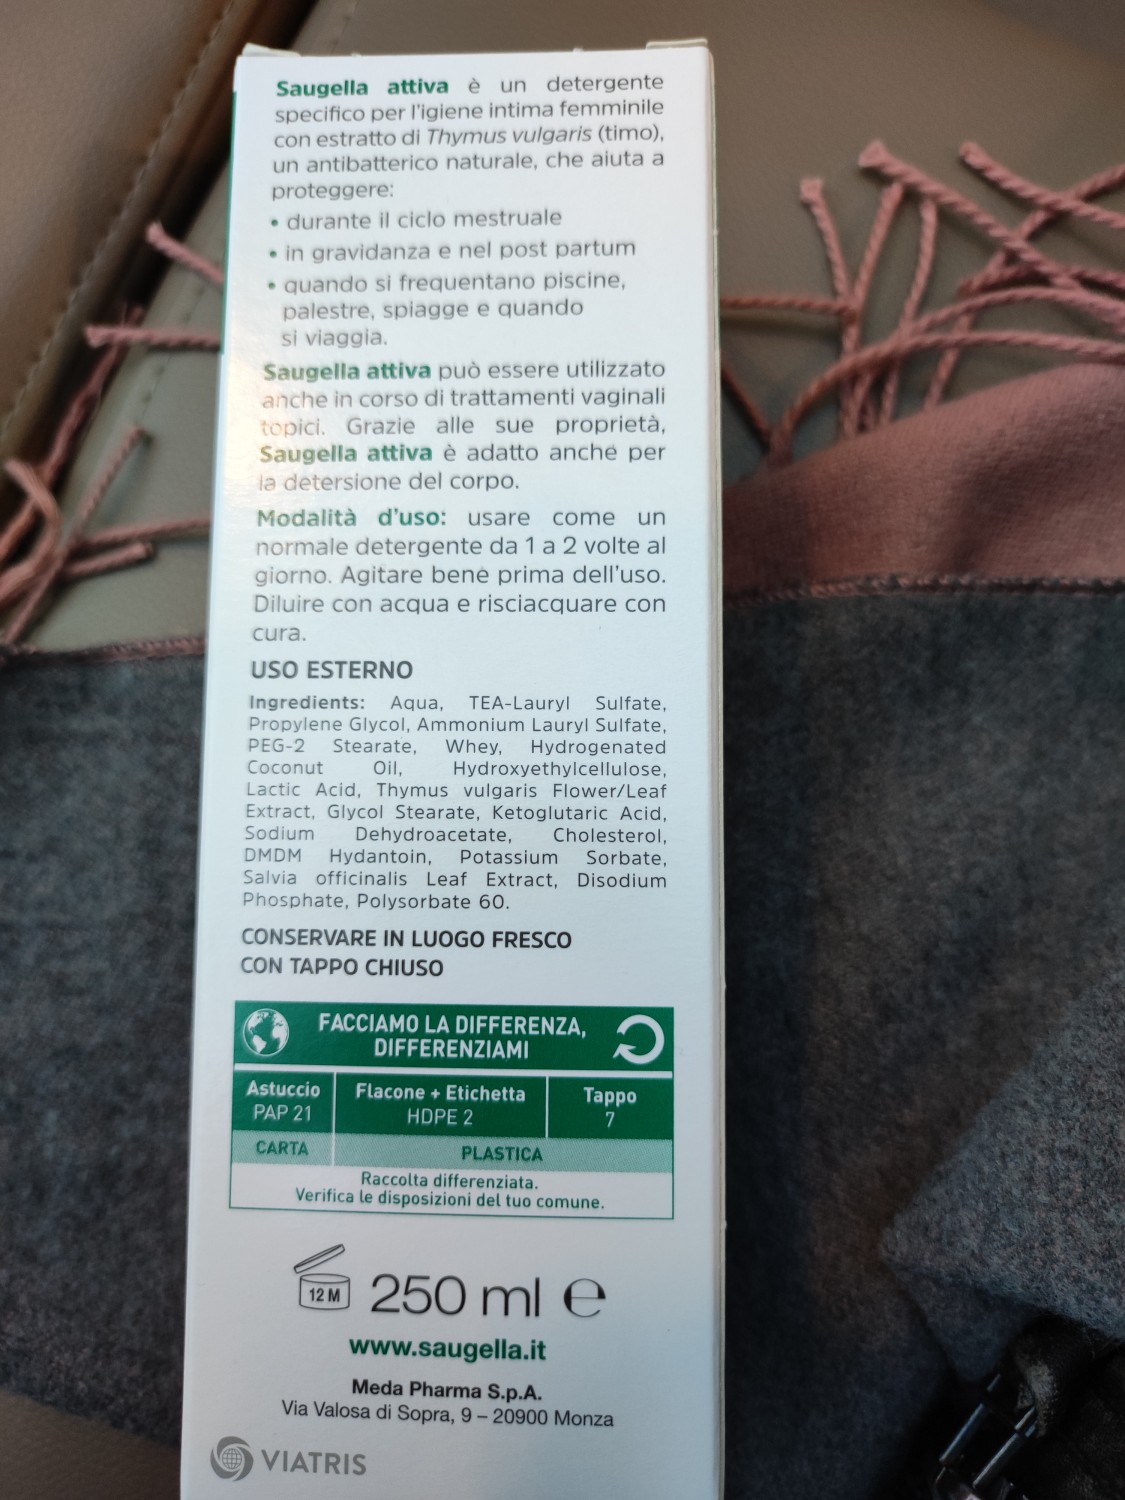 Saugella attiva è un detergente
specifico per l'igiene intima femminile
con estratto di Thymus vulgaris (timo),
un antibatterico naturale, che aiuta a
proteggere:
• durante il ciclo mestruale
• in gravidanza e nel post partum
• quando si frequentano piscine,
palestre, spiagge e quando
si viaggia.
Saugella attiva può essere utilizzato
anche in corso di trattamenti vaginali
topici. Grazie alle sue proprietà,
Saugella attiva è adatto anche per
la detersione del corpo.
Modalità d'uso: usare come un
normale detergente da 1 a 2 volte al
giorno. Agitare bene prima dell'uso.
Diluire con acqua e risciacquare con
cura.
USO ESTERNO
Ingredients: Aqua, TEA-Lauryl Sulfate,
Propylene Glycol, Ammonium Lauryl Sulfate,
PEG-2 Stearate, Whey, Hydrogenated
Coconut Oil, Hydroxyethylcellulose,
Lactic Acid, Thymus vulgaris Flower/Leaf
Extract, Glycol Stearate, Ketoglutaric Acid,
Sodium Dehydroacetate, Cholesterol,
DMDM Hydantoin, Potassium Sorbate,
Salvia officinalis Leaf Extract, Disodium
Phosphate, Polysorbate 60.
CONSERVARE IN LUOGO FRESCO
CON TAPPO CHIUSO
FACCIAMO LA DIFFERENZA,
DIFFERENZIAMI
Astuccio Flacone + Etichetta Tappo
PAP 21 HDPE 2 7
CARTA PLASTICA
Raccolta differenziata.
Verifica le disposizioni del tuo comune.
12 M 250 ml e
www.saugella.it
Meda Pharma S.p.A.
Via Valosa di Sopra, 9 – 20900 Monza
VIATRIS